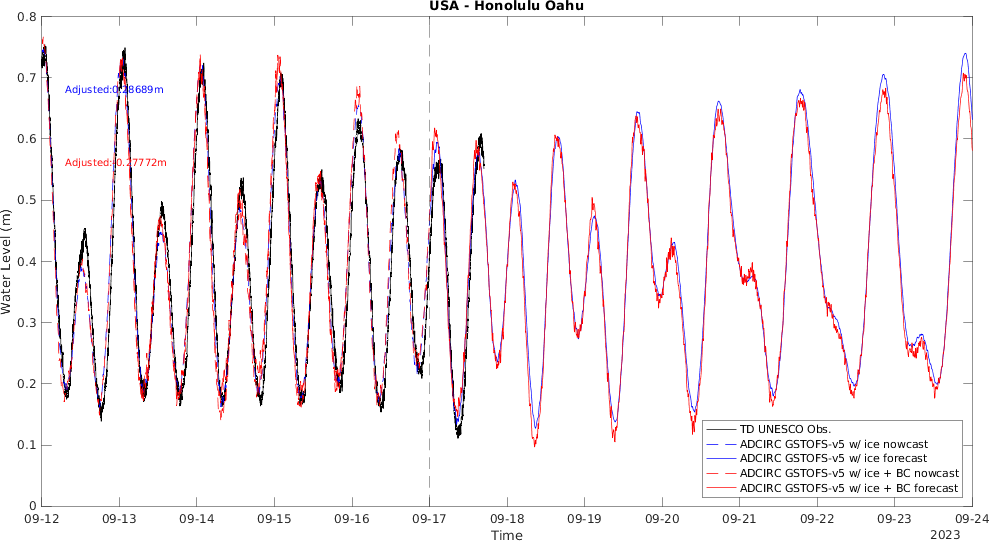 USA - Honolulu Oahu
0.8
0.7
0.6
0.5
0.4
0.3
0.2
0.1
0
Water Level (m)
Adjusted:0.28689m
Adjusted:-0.27772m
TD UNESCO Obs.
ADCIRC GSTOFS-v5 w/ ice nowcast
ADCIRC GSTOFS-v5 w/ ice forecast
ADCIRC GSTOFS-v5 w/ ice + BC nowcast
ADCIRC GSTOFS-v5 w/ ice + BC forecast
09-12 09-13 09-14 09-15 09-16 09-17 09-18 09-19 09-20 09-21 09-22 09-23 09-24
Time
2023